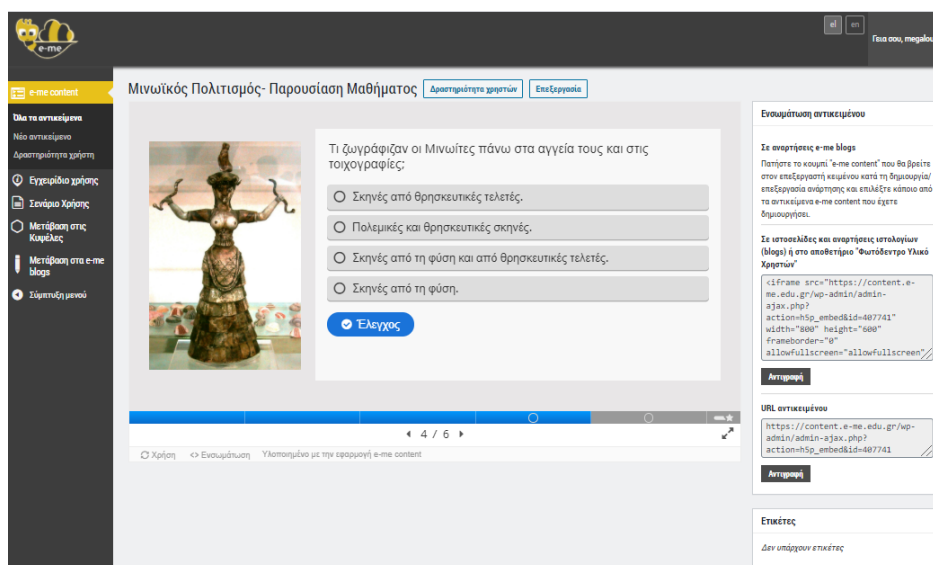 e-me
el en
Γεια σου, megalou
e-me content
Όλα τα αντικείμενα
Νέο αντικείμενο
Δραστηριότητα χρήστη
Εγχειρίδιο χρήσης
Σενάριο Χρήσης
Μετάβαση στις
Κυψέλες
Μετάβαση στα e-me
blogs
Σύμπτυξη μενού
Μινωϊκός Πολιτισμός- Παρουσίαση Μαθήματος Δραστηριότητα χρηστών Επεξεργασία
Τι ζωγράφιζαν οι Μινωίτες πάνω στα αγγεία τους και στις
τοιχογραφίες;
Σκηνές από θρησκευτικές τελετές.
Πολεμικές και θρησκευτικές σκηνές.
Σκηνές από τη φύση και από θρησκευτικές τελετές.
Σκηνές από τη φύση.
Έλεγχος
4 / 6
Χρήση <> Ενσωμάτωση Υλοποιημένο με την εφαρμογή e-me content
Ενσωμάτωση αντικειμένου
Σε αναρτήσεις e-me blogs
Πατήστε το κουμπί "e-me content" που θα βρείτε
στον επεξεργαστή κειμένου κατά τη δημιουργία/
επεξεργασία ανάρτησης και επιλέξτε κάποιο από
τα αντικείμενα e-me content που έχετε
δημιουργήσει.
Σε ιστοσελίδες και αναρτήσεις ιστολογίων
(blogs) ή στο αποθετήριο "Φωτόδεντρο Υλικό
Χρηστών"
<iframe src="https://content.e-
me.edu.gr/wp-admin/admin-
ajax.php?
action=h5p_embed&id=407741"
width="800" height="600"
frameborder="0"
allowfullscreen="allowfullscreen"
Αντιγραφή
URL αντικειμένου
https://content.e-me.edu.gr/wp-
admin/admin-ajax.php?
action=h5p_embed&id=407741
Αντιγραφή
Ετικέτες
Δεν υπάρχουν ετικέτες